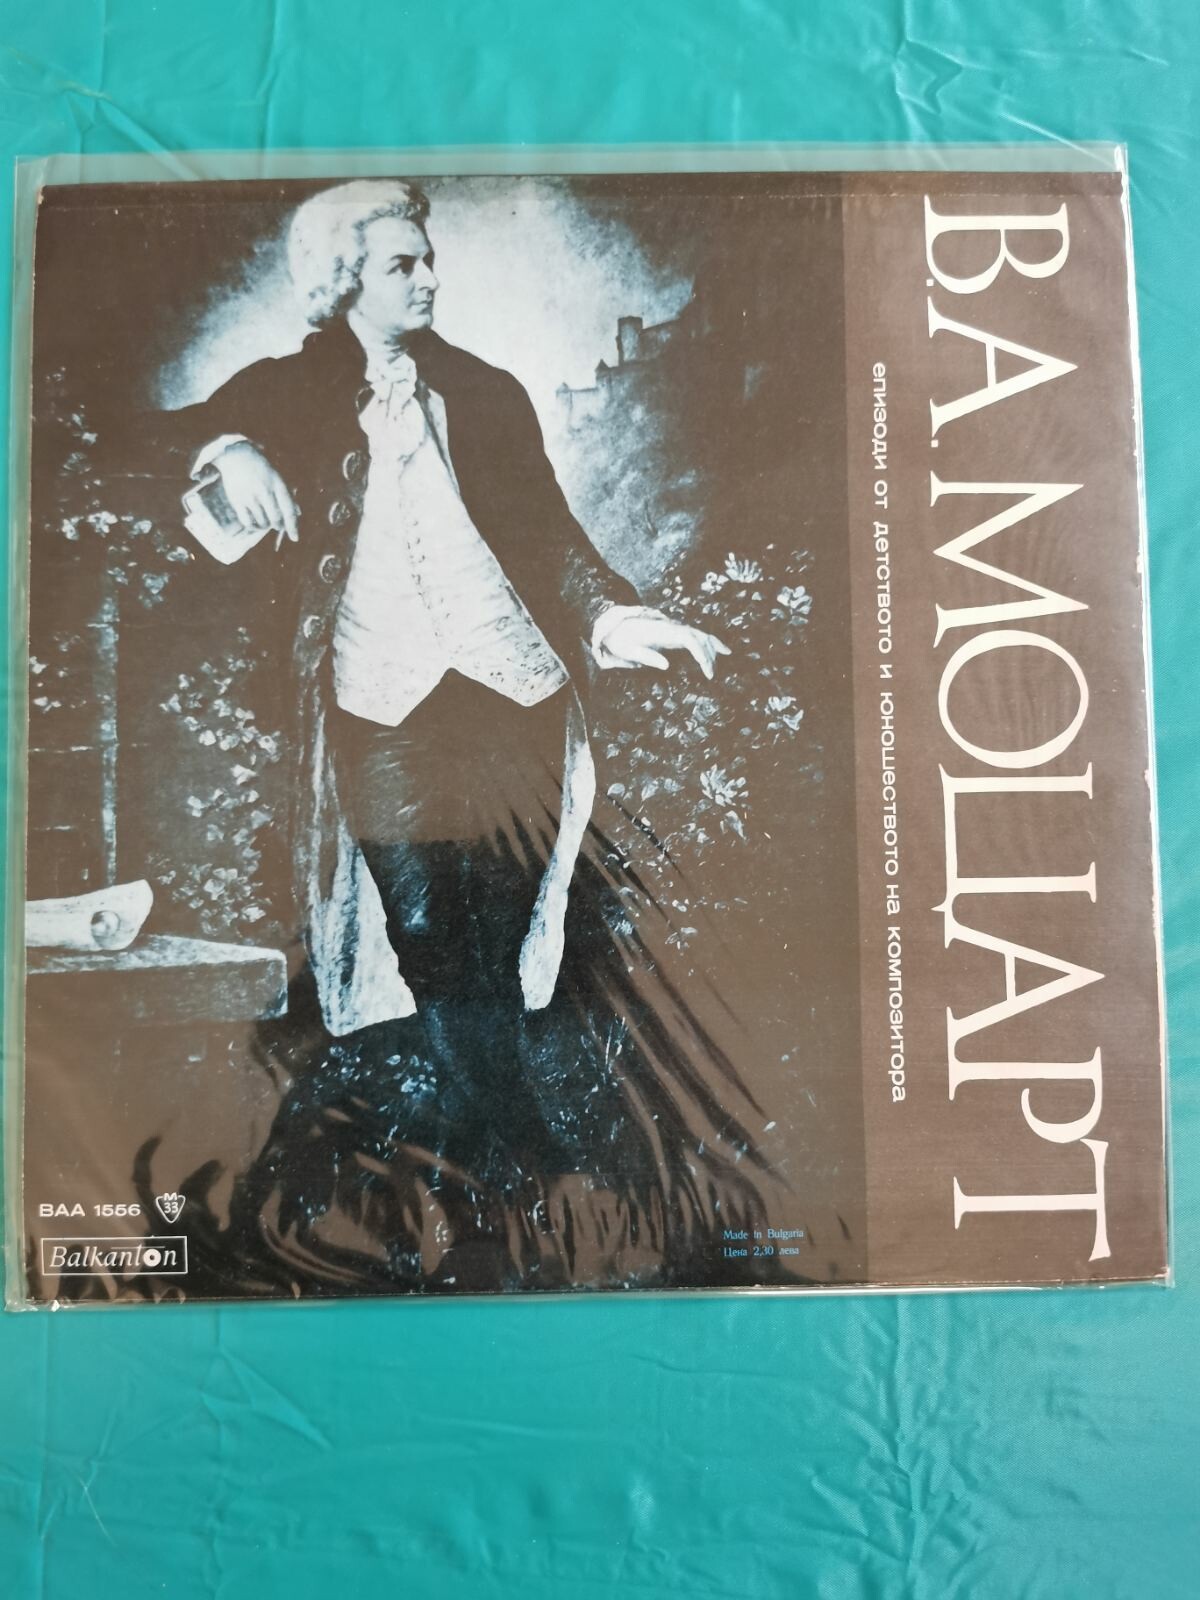 В.А. МОЦАРТ
епизоди от детството и юношеството на композитора
ВАА 1556
M
33
Balkanton
Made in Bulgaria
Цена 2,30 лева